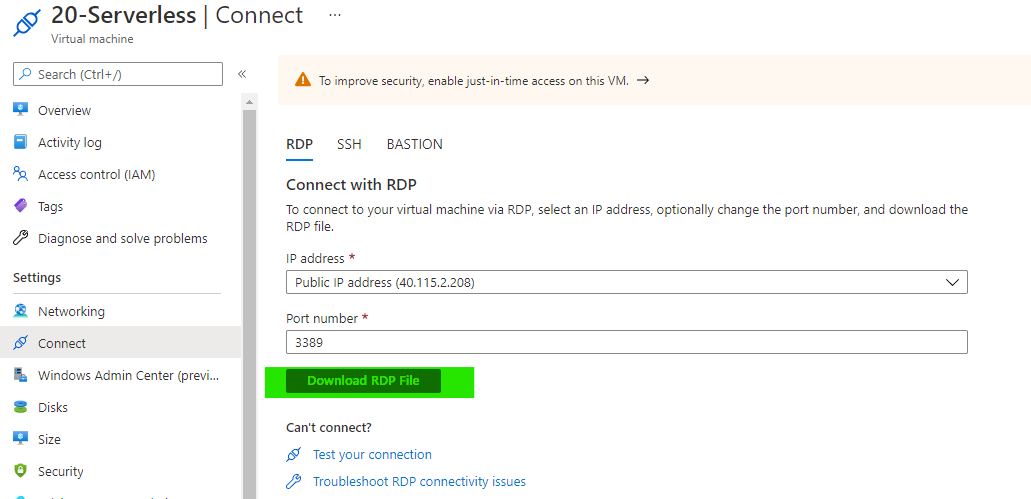 20-Serverless | Connect ...
Virtual machine
Search (Ctrl+/)
«
Overview
Activity log
Access control (IAM)
Tags
Diagnose and solve problems
Settings
Networking
Connect
Windows Admin Center (previ...
Disks
Size
Security
To improve security, enable just-in-time access on this VM. →
RDP SSH BASTION
Connect with RDP
To connect to your virtual machine via RDP, select an IP address, optionally change the port number, and download the
RDP file.
IP address *
Public IP address (40.115.2.208)
Port number *
3389
Download RDP File
Can't connect?
Test your connection
Troubleshoot RDP connectivity issues